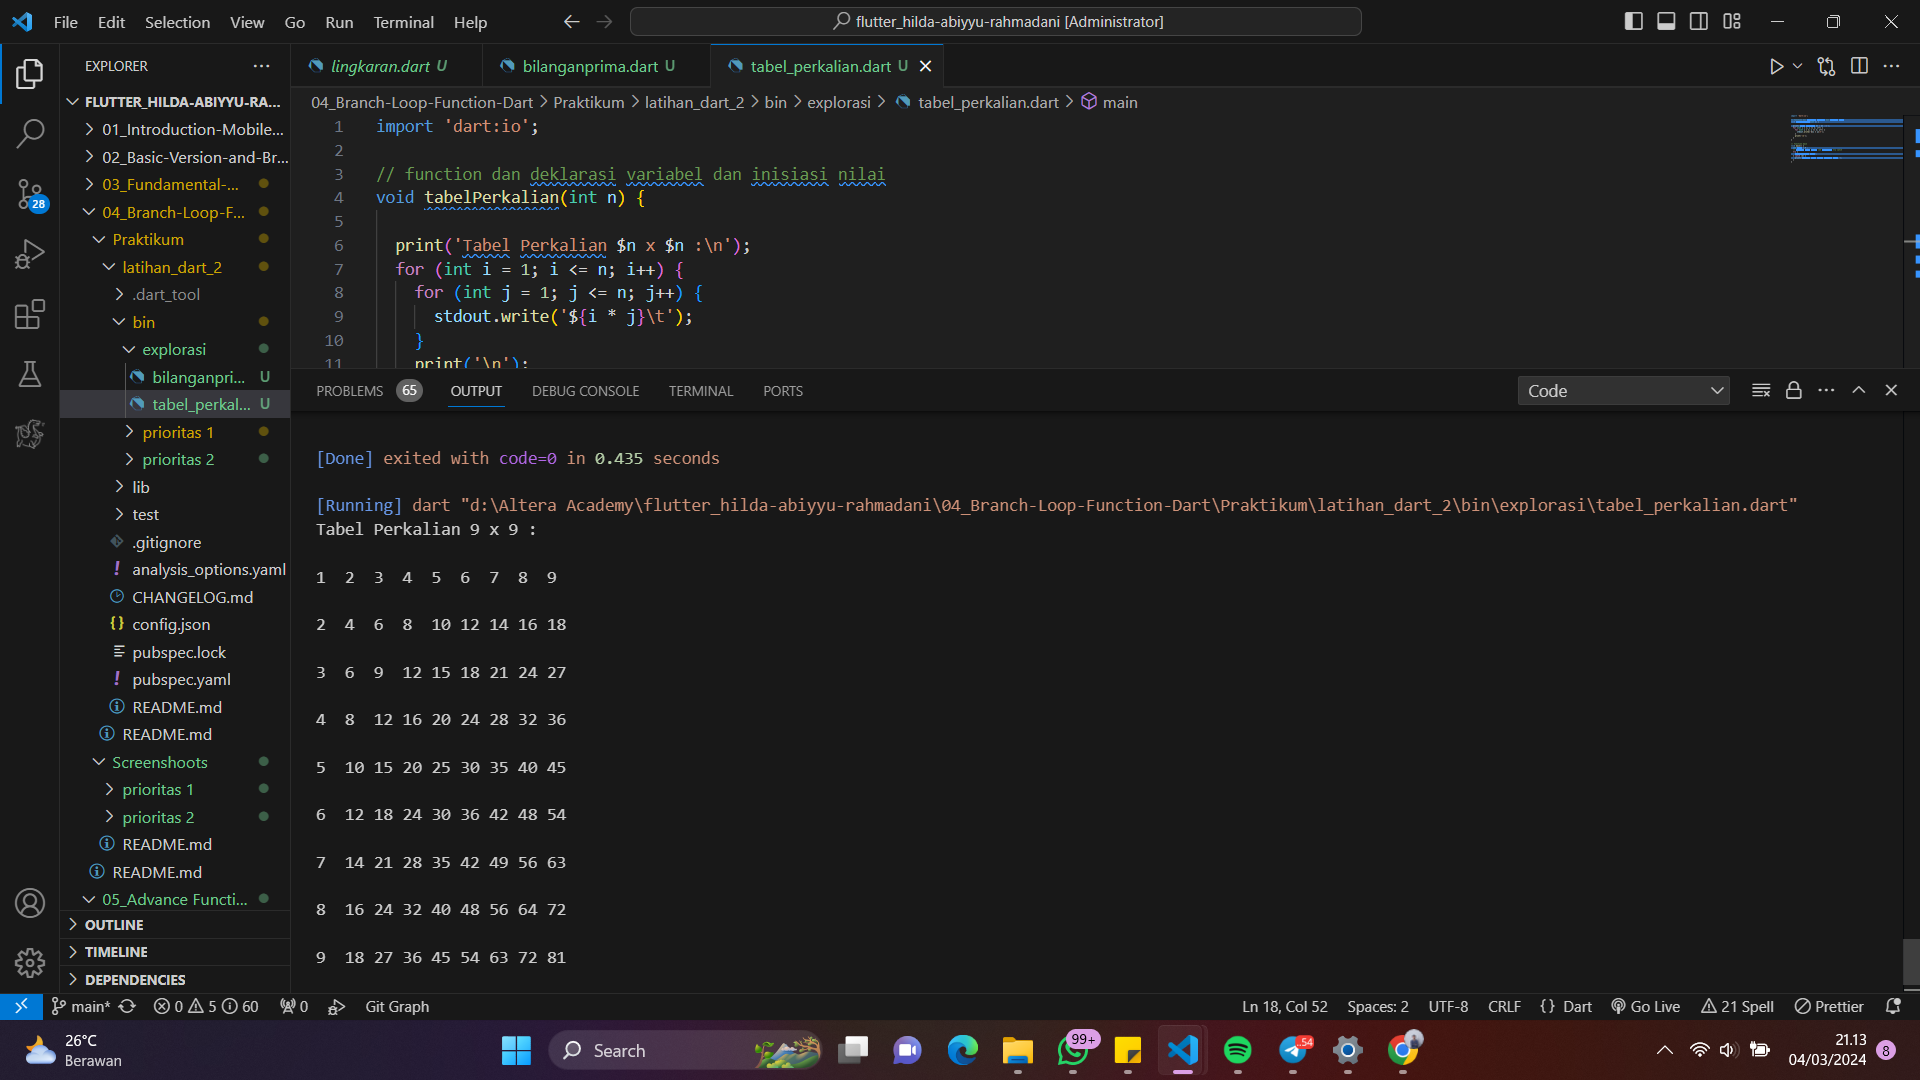 File Edit Selection View Go Run Terminal Help
flutter_hilda-abiyyu-rahmadani [Administrator]
EXPLORER
lingkaran.dart U
bilanganprima.dart U
tabel_perkalian.dart U
FLUTTER_HILDA-ABIYYU-RA...
01_Introduction-Mobile...
02_Basic-Version-and-Br...
03_Fundamental-...
04_Branch-Loop-F...
Praktikum
latihan_dart_2
.dart_tool
bin
explorasi
bilanganpri... U
tabel_perkal... U
prioritas 1
prioritas 2
lib
test
.gitignore
analysis_options.yaml
CHANGELOG.md
config.json
pubspec.lock
pubspec.yaml
README.md
README.md
Screenshoots
prioritas 1
prioritas 2
README.md
README.md
05_Advance Functi...
OUTLINE
TIMELINE
DEPENDENCIES
28
04_Branch-Loop-Function-Dart > Praktikum > latihan_dart_2 > bin > explorasi > tabel_perkalian.dart > main
1 import 'dart:io';
2
3 // function dan deklarasi variabel dan inisiasi nilai
4 void tabelPerkalian(int n) {
5
6 print('Tabel Perkalian $n x $n :\n');
7 for (int i = 1; i <= n; i++) {
8 for (int j = 1; j <= n; j++) {
9 stdout.write('${i * j}\t');
10 }
11 print('\n');
PROBLEMS 65 OUTPUT DEBUG CONSOLE TERMINAL PORTS
Code
[Done] exited with code=0 in 0.435 seconds
[Running] dart "d:\Altera Academy\flutter_hilda-abiyyu-rahmadani\04_Branch-Loop-Function-Dart\Praktikum\latihan_dart_2\bin\explorasi\tabel_perkalian.dart"
Tabel Perkalian 9 x 9 :
1 2 3 4 5 6 7 8 9
2 4 6 8 10 12 14 16 18
3 6 9 12 15 18 21 24 27
4 8 12 16 20 24 28 32 36
5 10 15 20 25 30 35 40 45
6 12 18 24 30 36 42 48 54
7 14 21 28 35 42 49 56 63
8 16 24 32 40 48 56 64 72
9 18 27 36 45 54 63 72 81
main* 0 5 60 0 Git Graph
Ln 18, Col 52 Spaces: 2 UTF-8 CRLF {} Dart Go Live 21 Spell Prettier
26°C
Berawan
Search
99+
54
21.13
04/03/2024
8